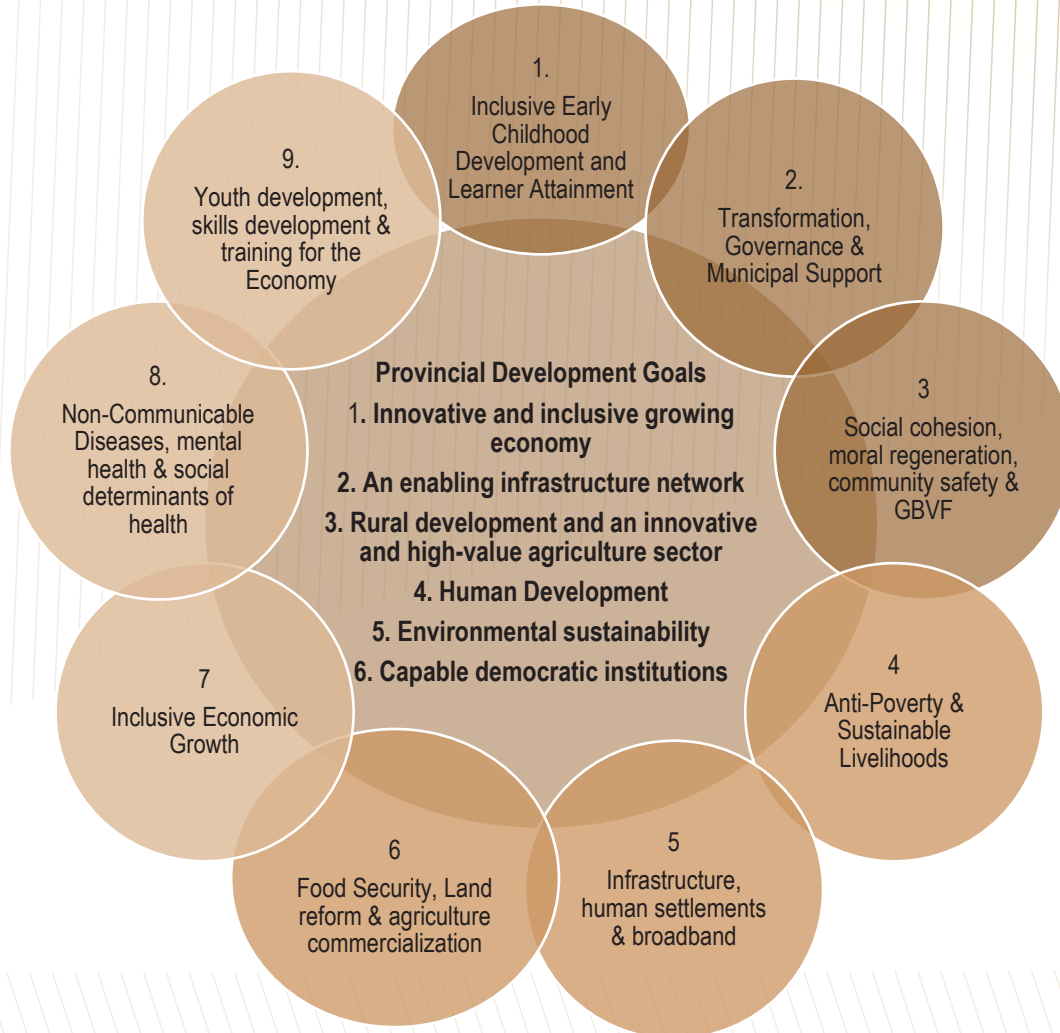 1.
Inclusive Early
Childhood
Development and
Learner Attainment
2.
Transformation,
Governance &
Municipal Support
3
Social cohesion,
moral regeneration,
community safety &
GBVF
4
Anti-Poverty &
Sustainable
Livelihoods
5
Infrastructure,
human settlements
& broadband
6
Food Security, Land
reform & agriculture
commercialization
7
Inclusive Economic
Growth
8.
Non-Communicable
Diseases, mental
health & social
determinants of
health
9.
Youth development,
skills development &
training for the
Economy
Provincial Development Goals
1. Innovative and inclusive growing
economy
2. An enabling infrastructure network
3. Rural development and an innovative
and high-value agriculture sector
4. Human Development
5. Environmental sustainability
6. Capable democratic institutions